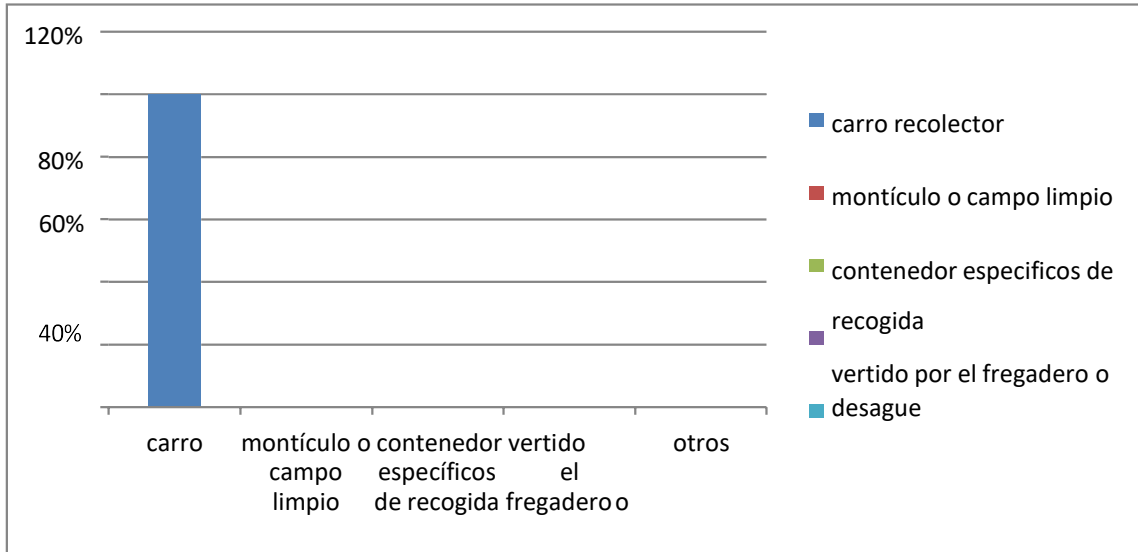 120%
80%
60%
40%
carro
montículo o
campo
limpio
contenedor
específicos
de recogida
vertido
el
fregadero o
otros
carro recolector
montículo o campo limpio
contenedor especificos de
recogida
vertido por el fregadero o
desague